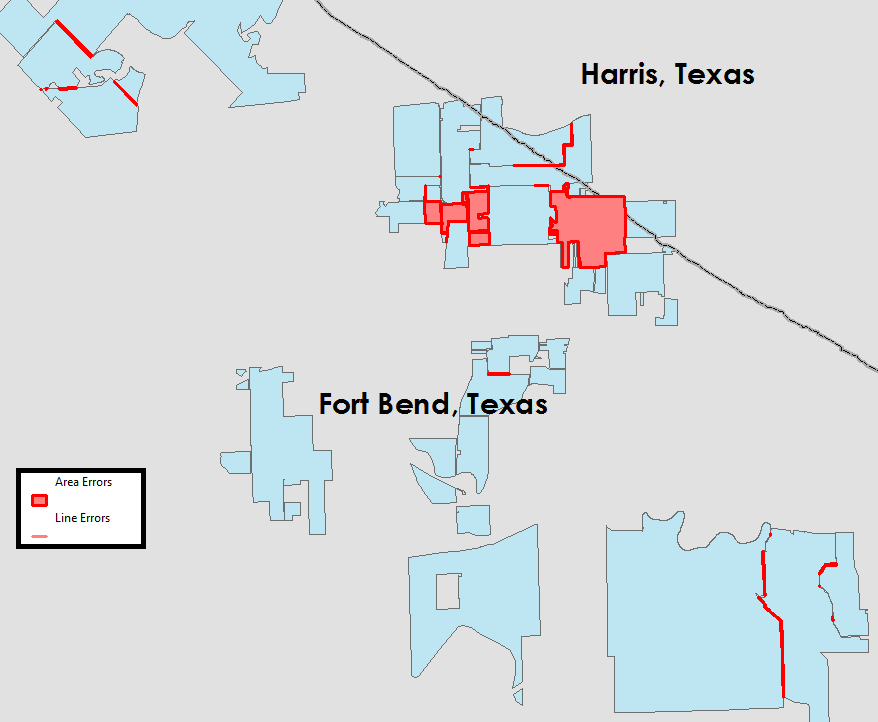 Harris, Texas
Fort Bend, Texas
Area Errors
Line Errors